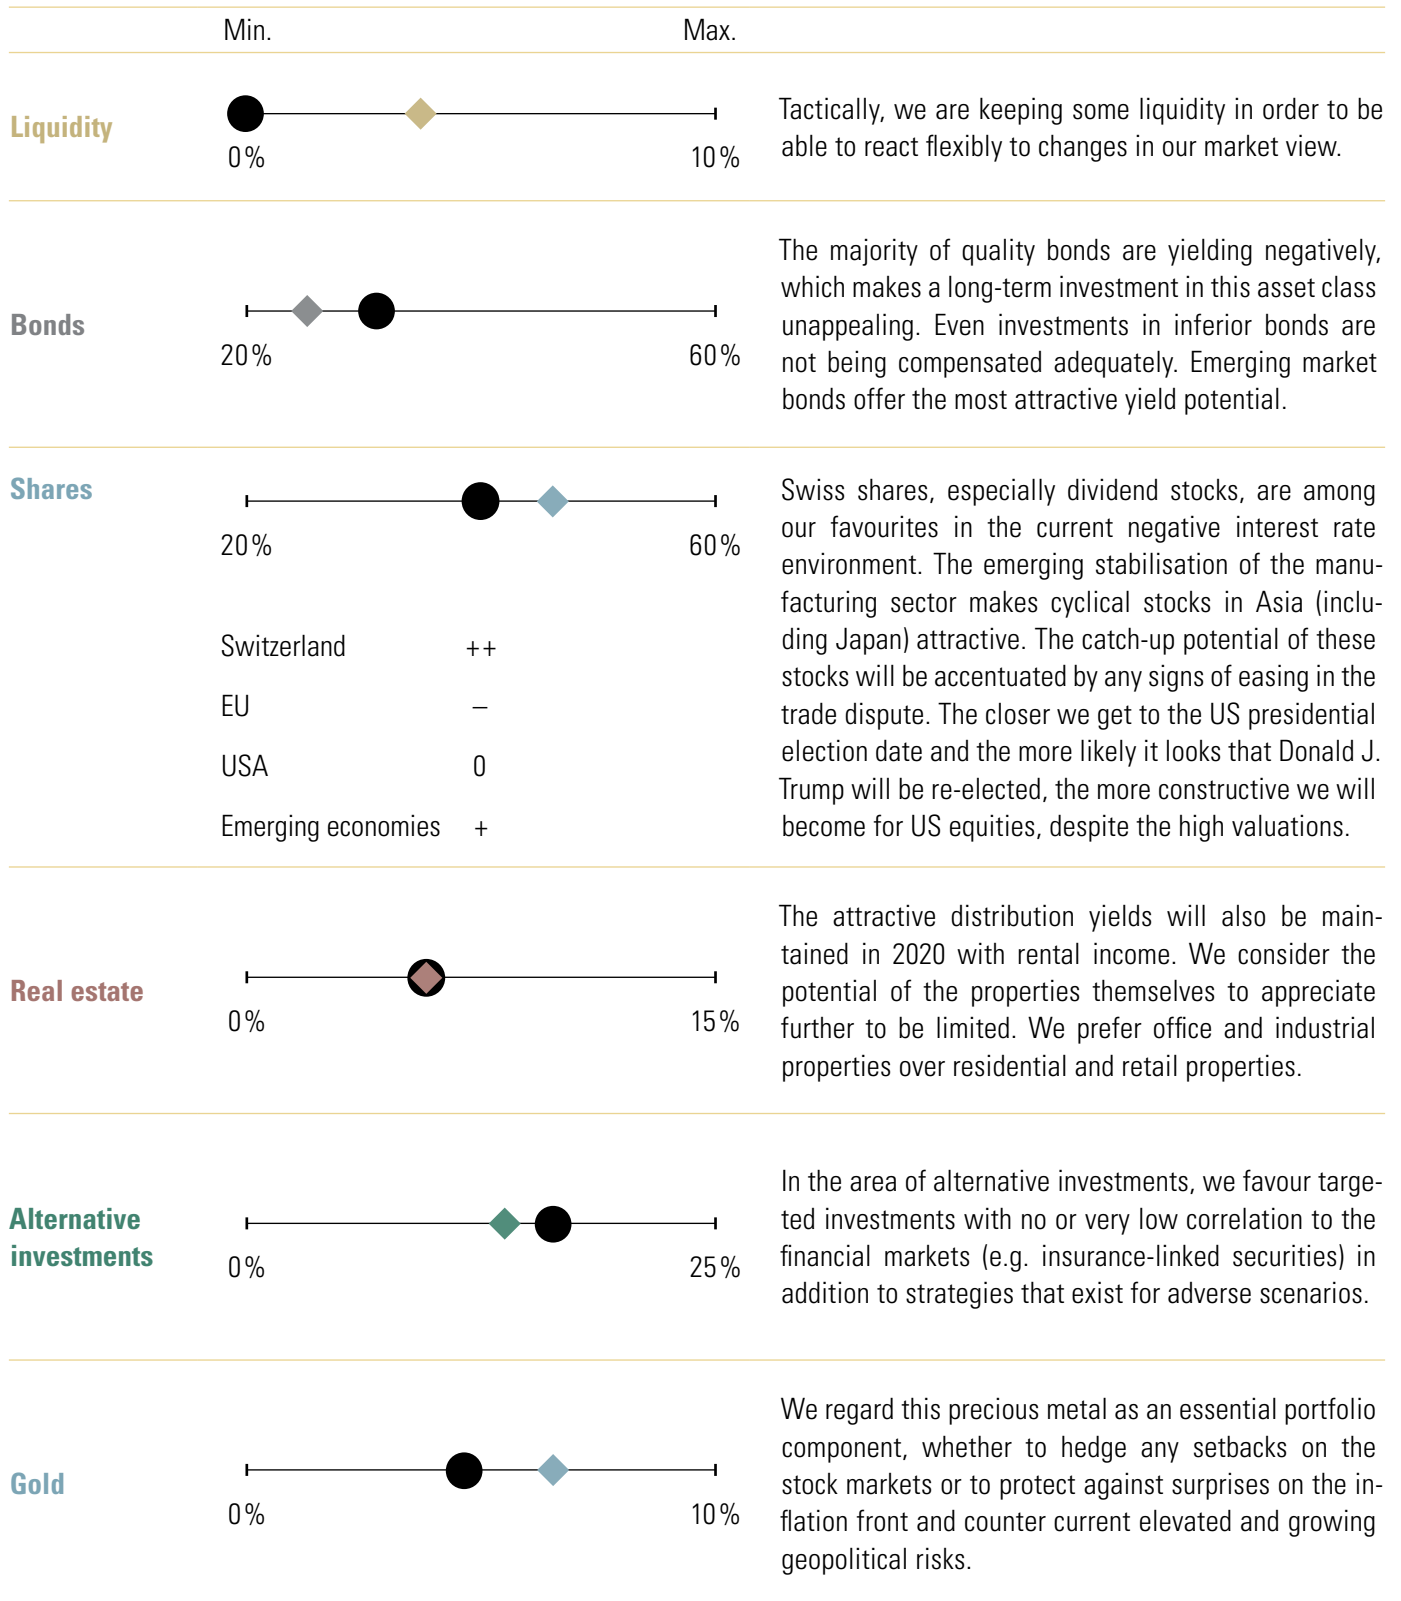 Min. Max.
Liquidity
0% 10%
Tactically, we are keeping some liquidity in order to be
able to react flexibly to changes in our market view.
Bonds
20% 60%
The majority of quality bonds are yielding negatively,
which makes a long-term investment in this asset class
unappealing. Even investments in inferior bonds are
not being compensated adequately. Emerging market
bonds offer the most attractive yield potential.
Shares
20% 60%
Switzerland ++
EU –
USA 0
Emerging economies +
Swiss shares, especially dividend stocks, are among
our favourites in the current negative interest rate
environment. The emerging stabilisation of the manu-
facturing sector makes cyclical stocks in Asia (inclu-
ding Japan) attractive. The catch-up potential of these
stocks will be accentuated by any signs of easing in the
trade dispute. The closer we get to the US presidential
election date and the more likely it looks that Donald J.
Trump will be re-elected, the more constructive we will
become for US equities, despite the high valuations.
Real estate
0% 15%
The attractive distribution yields will also be main-
tained in 2020 with rental income. We consider the
potential of the properties themselves to appreciate
further to be limited. We prefer office and industrial
properties over residential and retail properties.
Alternative
investments
0% 25%
In the area of alternative investments, we favour targe-
ted investments with no or very low correlation to the
financial markets (e.g. insurance-linked securities) in
addition to strategies that exist for adverse scenarios.
Gold
0% 10%
We regard this precious metal as an essential portfolio
component, whether to hedge any setbacks on the
stock markets or to protect against surprises on the in-
flation front and counter current elevated and growing
geopolitical risks.